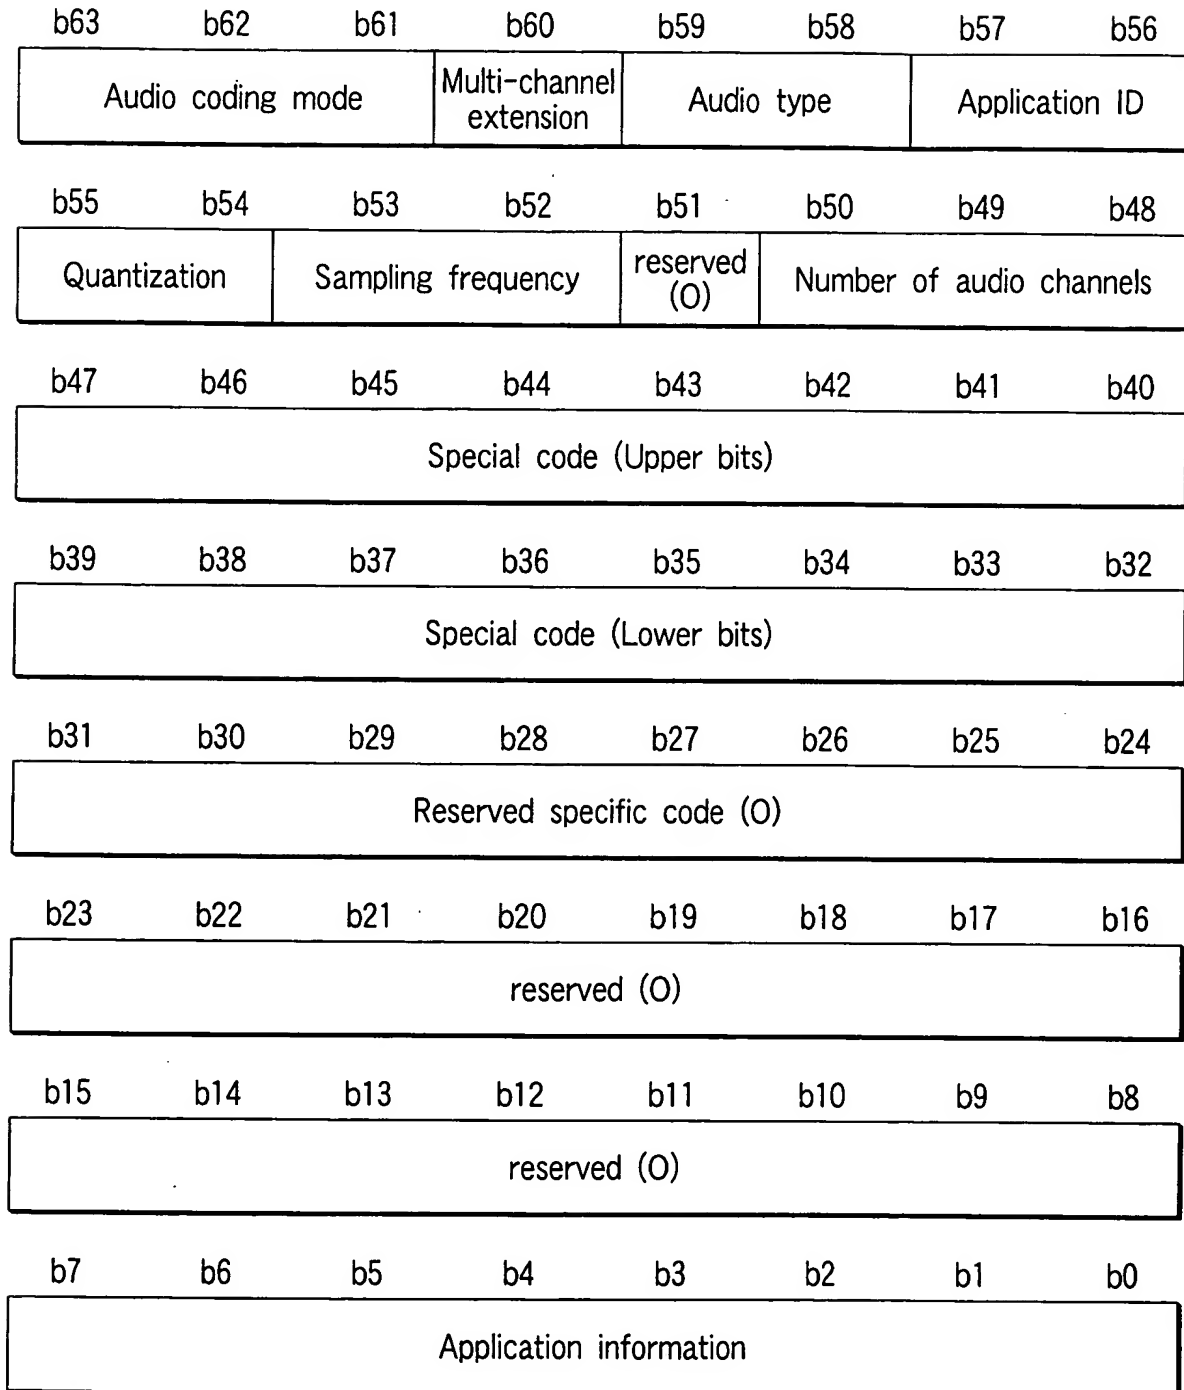 b63 b62 b61 b60 b59 b58 b57 b56
Audio coding mode Multi-channel extension Audio type Application ID
b55 b54 b53 b52 b51 b50 b49 b48
Quantization Sampling frequency reserved (O) Number of audio channels
b47 b46 b45 b44 b43 b42 b41 b40
Special code (Upper bits)
b39 b38 b37 b36 b35 b34 b33 b32
Special code (Lower bits)
b31 b30 b29 b28 b27 b26 b25 b24
Reserved specific code (O)
b23 b22 b21 b20 b19 b18 b17 b16
reserved (O)
b15 b14 b13 b12 b11 b10 b9 b8
reserved (O)
b7 b6 b5 b4 b3 b2 b1 b0
Application information